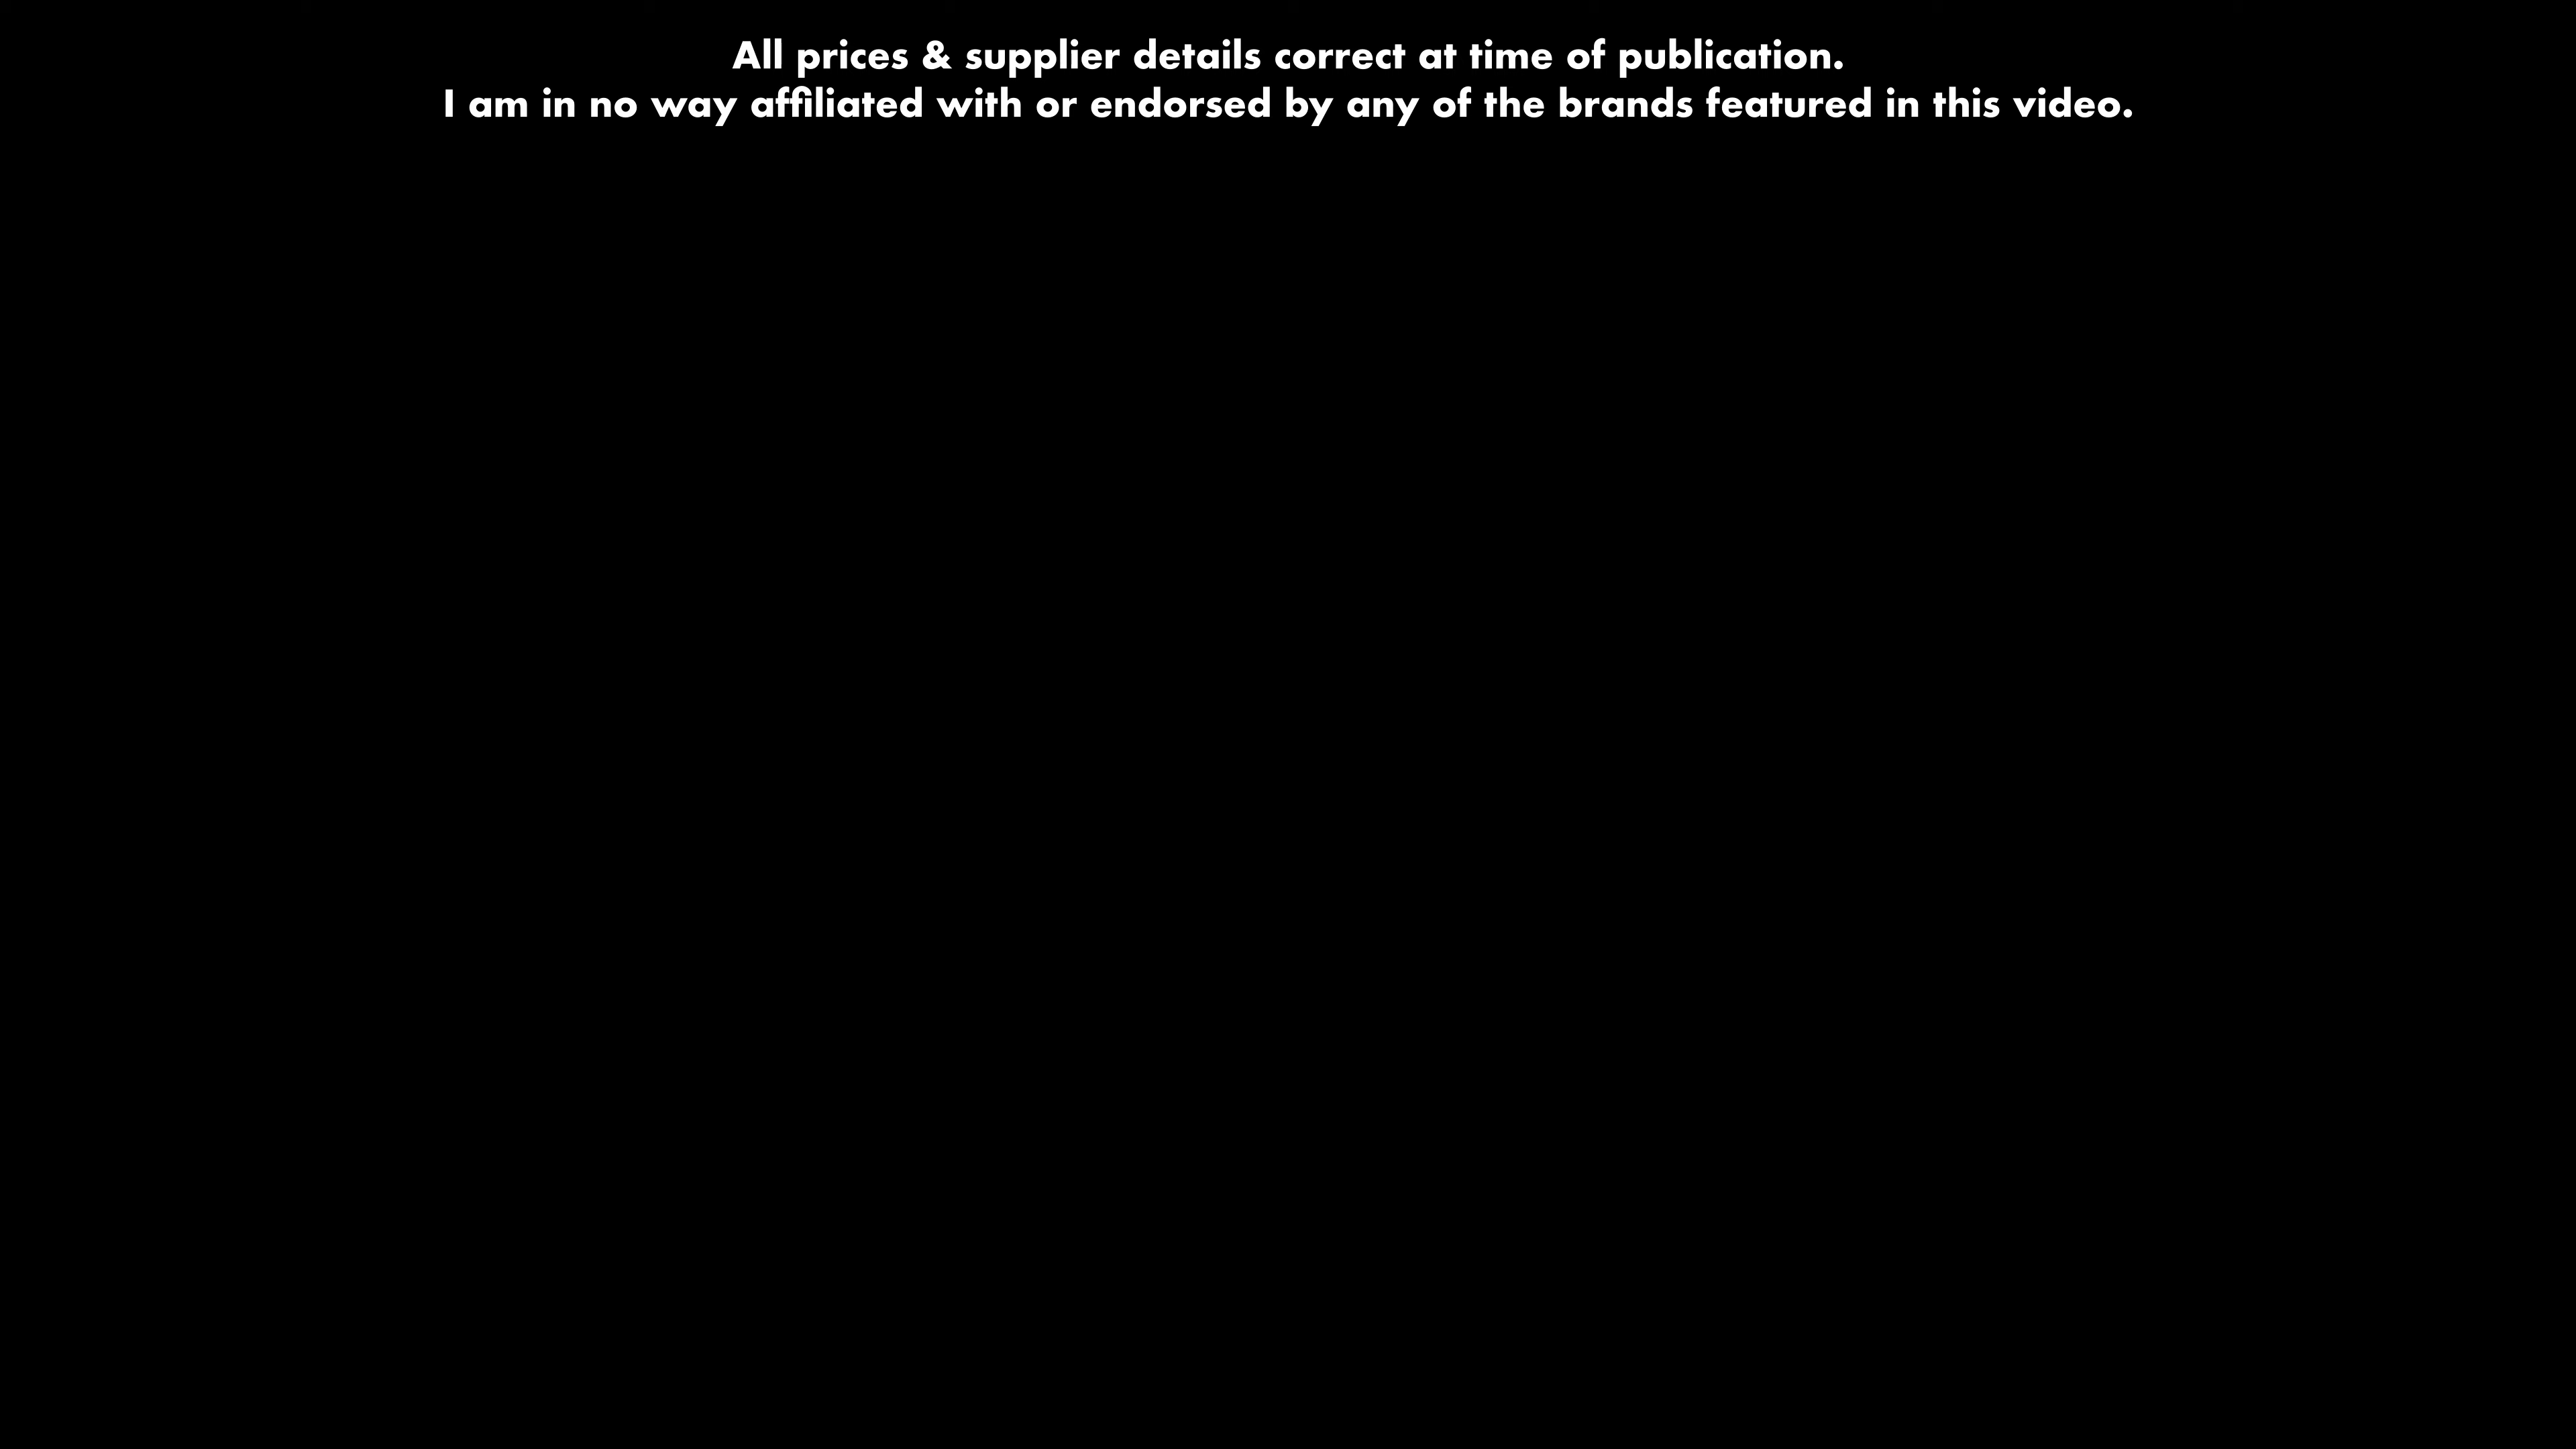 All prices & supplier details correct at time of publication.
I am in no way affiliated with or endorsed by any of the brands featured in this video.